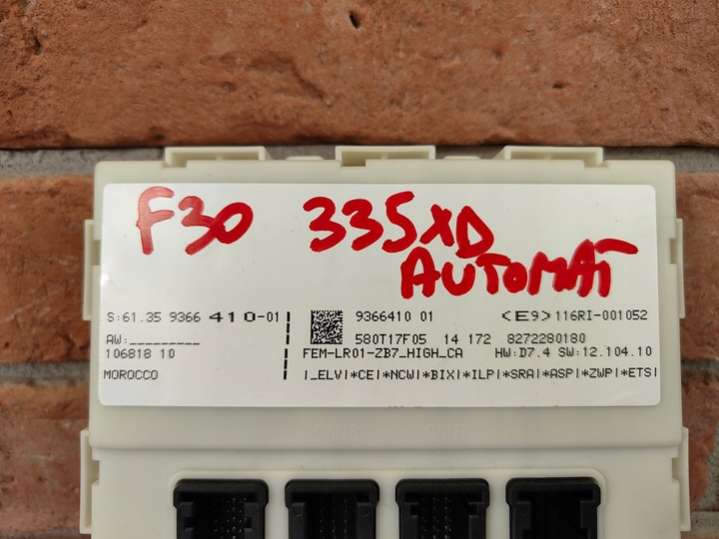 F30 335XD
AUTOMAT
S:61.35 9366 410-01
AW:_________
106818 10
MOROCCO
9366410 01 <E9>116RI-001052
580T17F05 14 172 8272280180
FEM-LR01-ZB7_HIGH_CA HW:D7.4 SW:12.104.10
|_ELV|*CE|*NCW|*BIX|*ILP|*SRA|*ASP|*ZWP|*ETS|